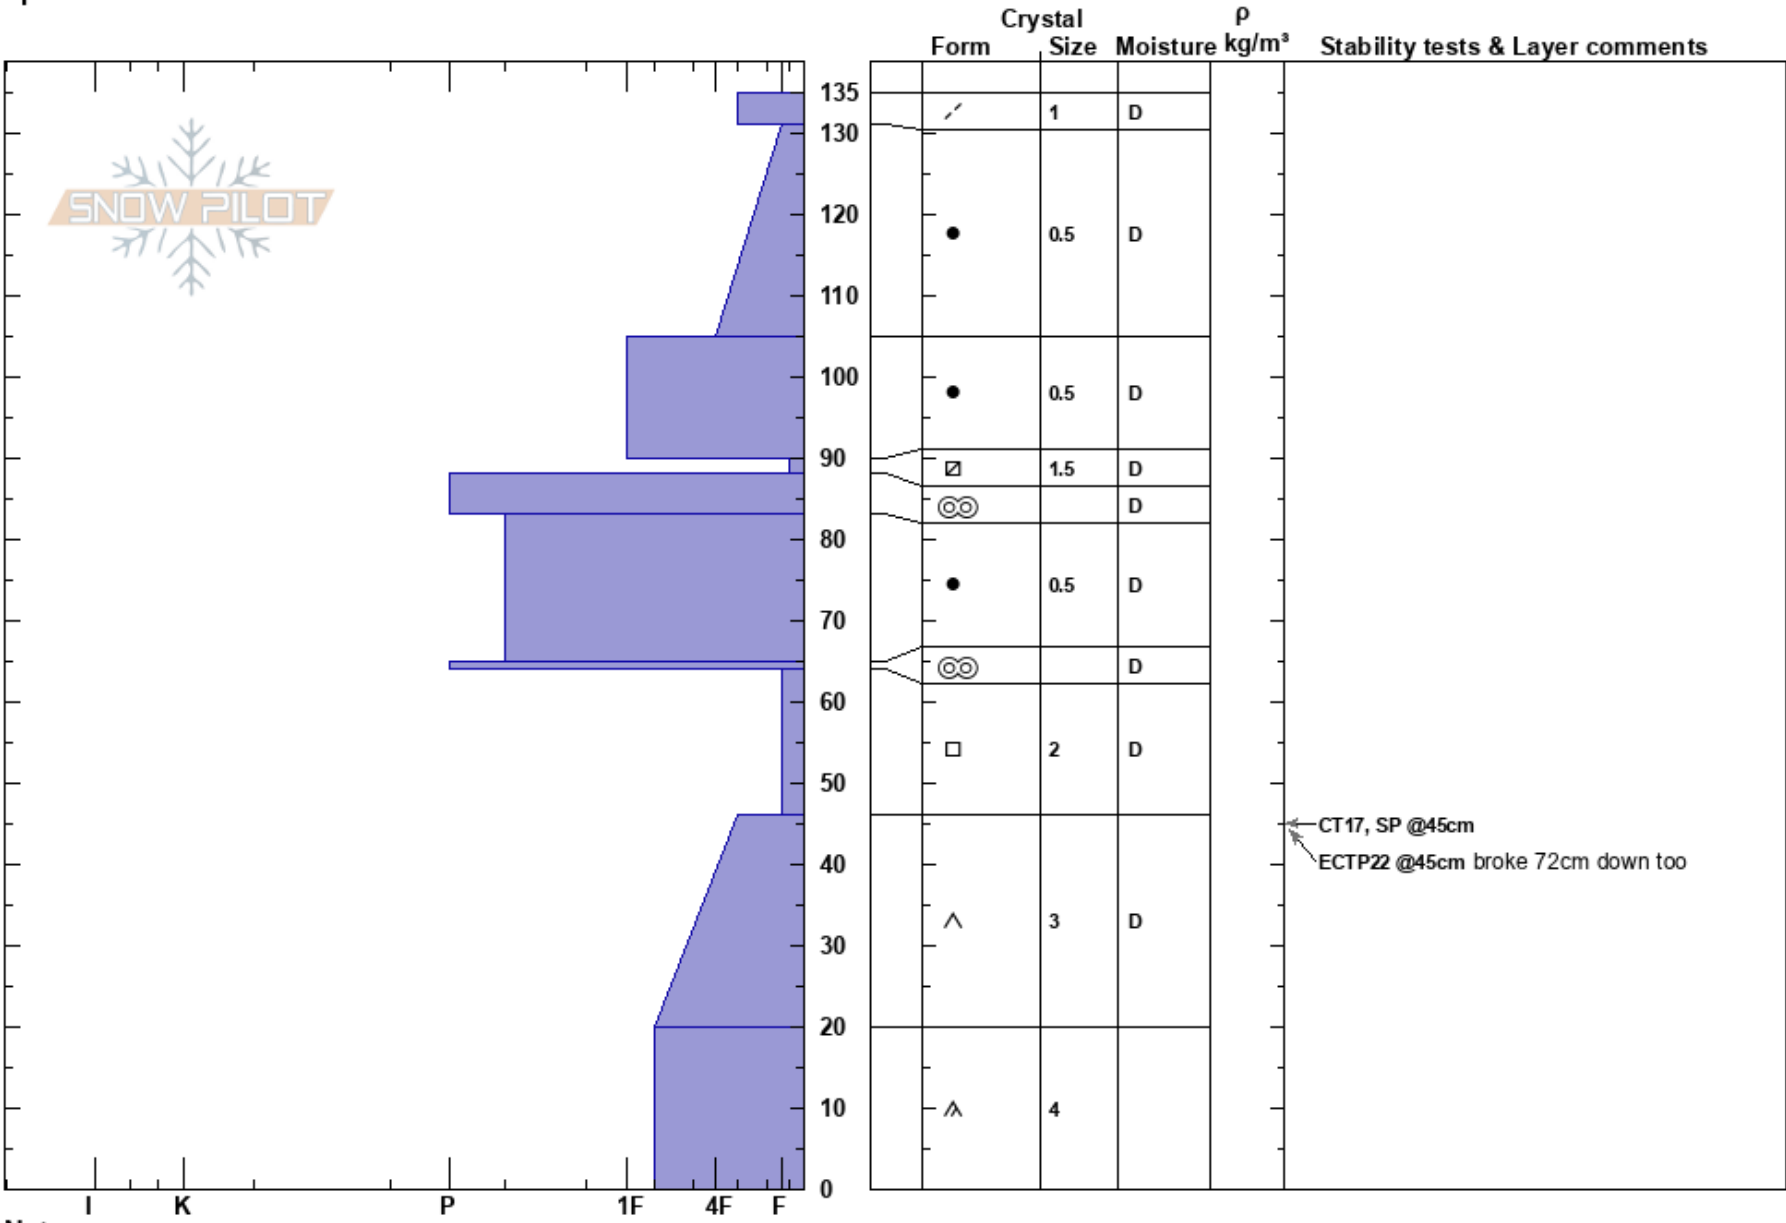 Crystal ρ
Form Size Moisture kg/m³ Stability tests & Layer comments
135
1 D
130
SNOW PILOT
120
0.5 D
110
100
0.5 D
90
1.5 D
D
80
0.5 D
70
D
60
2 D
50
CT17, SP @45cm
40
ECTP22 @45cm broke 72cm down too
3 D
30
20
10
4
0
I K P 1F 4F F